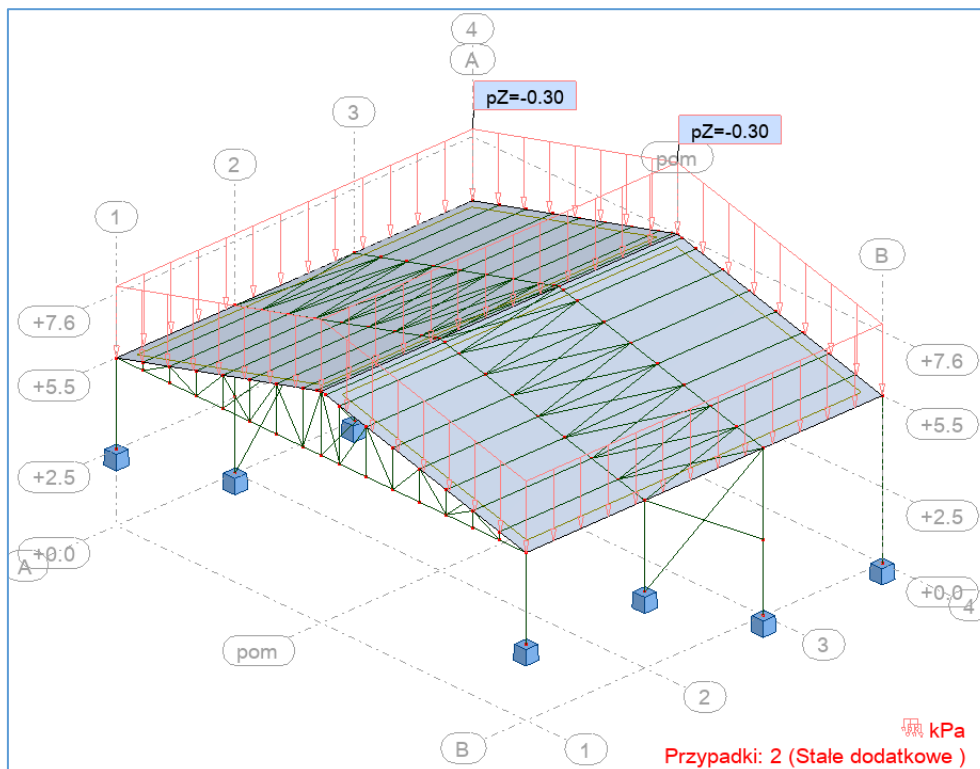 4
A
pZ=-0.30
3
pZ=-0.30
pom
2
1
B
+7.6
+7.6
+5.5
+5.5
+2.5
+2.5
+0.0
A
+0.0
4
3
pom
2
B
1
kPa
Przypadki: 2 (Stałe dodatkowe )